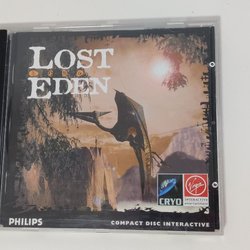 LOST
EDEN
CRYO
Virgin
INTERACTIVE
PHILIPS
COMPACT DISC INTERACTIVE